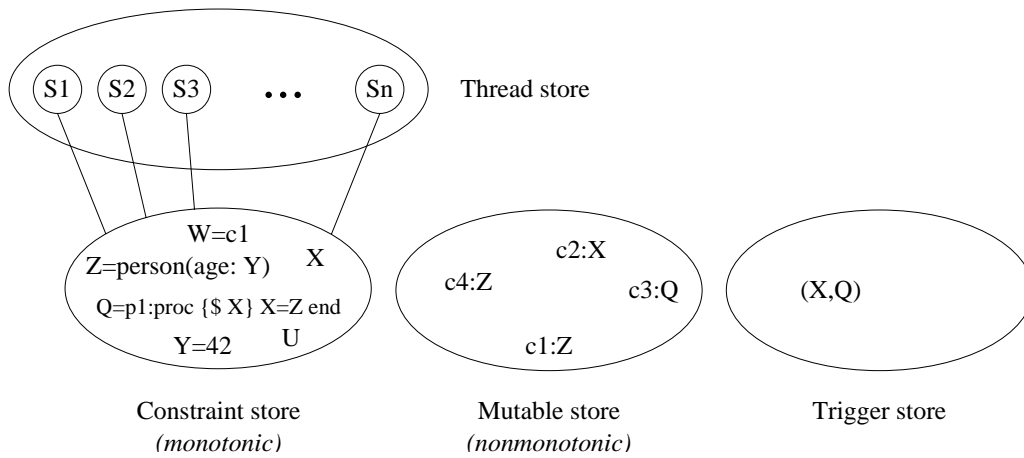 S1 S2 S3 ... Sn Thread store
W=c1
Z=person(age: Y) X
Q=p1:proc {$ X} X=Z end
Y=42 U
c2:X
c4:Z c3:Q
c1:Z
(X,Q)
Constraint store Mutable store Trigger store
(monotonic) (nonmonotonic)